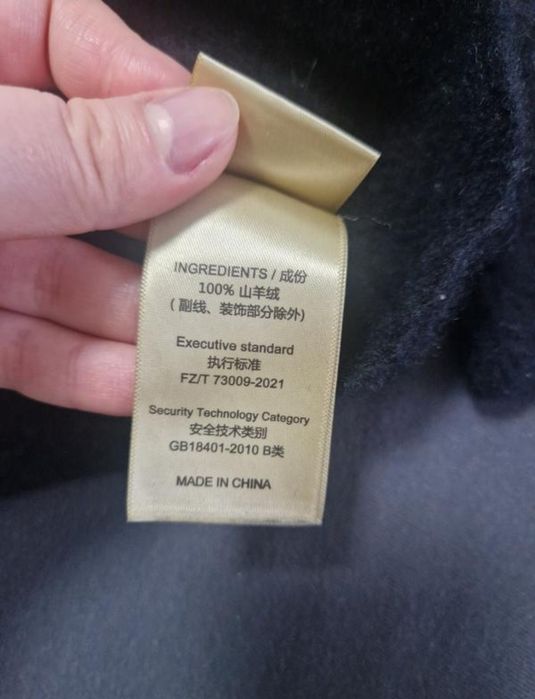 INGREDIENTS / 成份
100% 山羊绒
( 副线、装饰部分除外)
Executive standard
执行标准
FZ/T 73009-2021
Security Technology Category
安全技术类别
GB18401-2010 B类
MADE IN CHINA